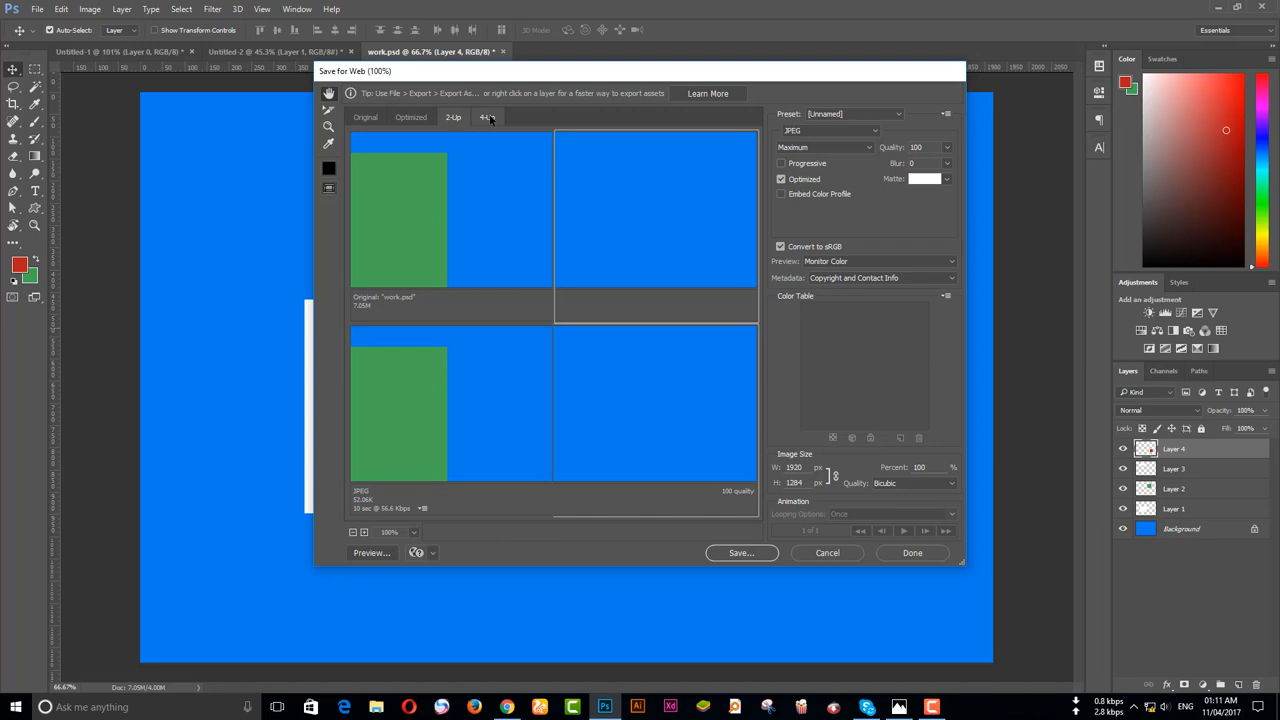 Ps File Edit Image Layer Type Select Filter 3D View Window Help
Auto-Select: Layer Show Transform Controls 3D Mode: Essentials
Untitled-1 @ 101% (Layer 0, RGB/8) * × Untitled-2 @ 45.3% (Layer 1, RGB/8#) * × work.psd @ 66.7% (Layer 4, RGB/8) * ×
Save for Web (100%)
Tip: Use File > Export > Export As... or right click on a layer for a faster way to export assets Learn More
Original Optimized 2-Up 4-Up
Preset: [Unnamed]
JPEG
Maximum Quality: 100
Progressive Blur: 0
Optimized Matte:
Embed Color Profile
Convert to sRGB
Preview: Monitor Color
Metadata: Copyright and Contact Info
Color Table
Original: "work.psd"
7.05M
JPEG 100 quality
52.06K
10 sec @ 56.6 Kbps
Image Size
W: 1920 px Percent: 100 %
H: 1284 px Quality: Bicubic
Animation
Looping Options: Once
1 of 1
100%
Preview... Save... Cancel Done
Color Swatches
Adjustments Styles
Add an adjustment
Layers Channels Paths
Kind
Normal Opacity: 100%
Lock: Fill: 100%
Layer 4
Layer 3
Layer 2
Layer 1
Background
66.67% Doc: 7.05M/4.00M
Ask me anything
0.8 kbps
2.8 kbps
01:11 AM
11/04/2017